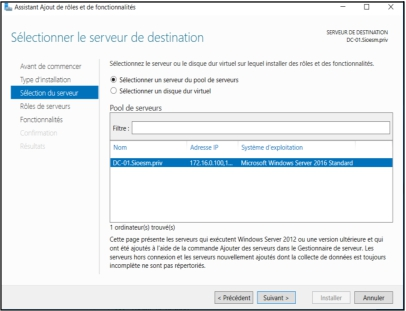 Assistant Ajout de rôles et de fonctionnalités
Sélectionner le serveur de destination
SERVEUR DE DESTINATION
DC-01.Sioesm.priv
Avant de commencer
Type d'installation
Sélection du serveur
Rôles de serveurs
Fonctionnalités
Confirmation
Résultats
Sélectionnez le serveur ou le disque dur virtuel sur lequel installer des rôles et des fonctionnalités.
Sélectionner un serveur du pool de serveurs
Sélectionner un disque dur virtuel
Pool de serveurs
Filtre :
Nom Adresse IP Système d'exploitation
DC-01.Sioesm.priv 172.16.0.100,1... Microsoft Windows Server 2016 Standard
1 ordinateur(s) trouvé(s)
Cette page présente les serveurs qui exécutent Windows Server 2012 ou une version ultérieure et qui
ont été ajoutés à l'aide de la commande Ajouter des serveurs dans le Gestionnaire de serveur. Les
serveurs hors connexion et les serveurs nouvellement ajoutés dont la collecte de données est toujours
incomplète ne sont pas répertoriés.
< Précédent Suivant > Installer Annuler